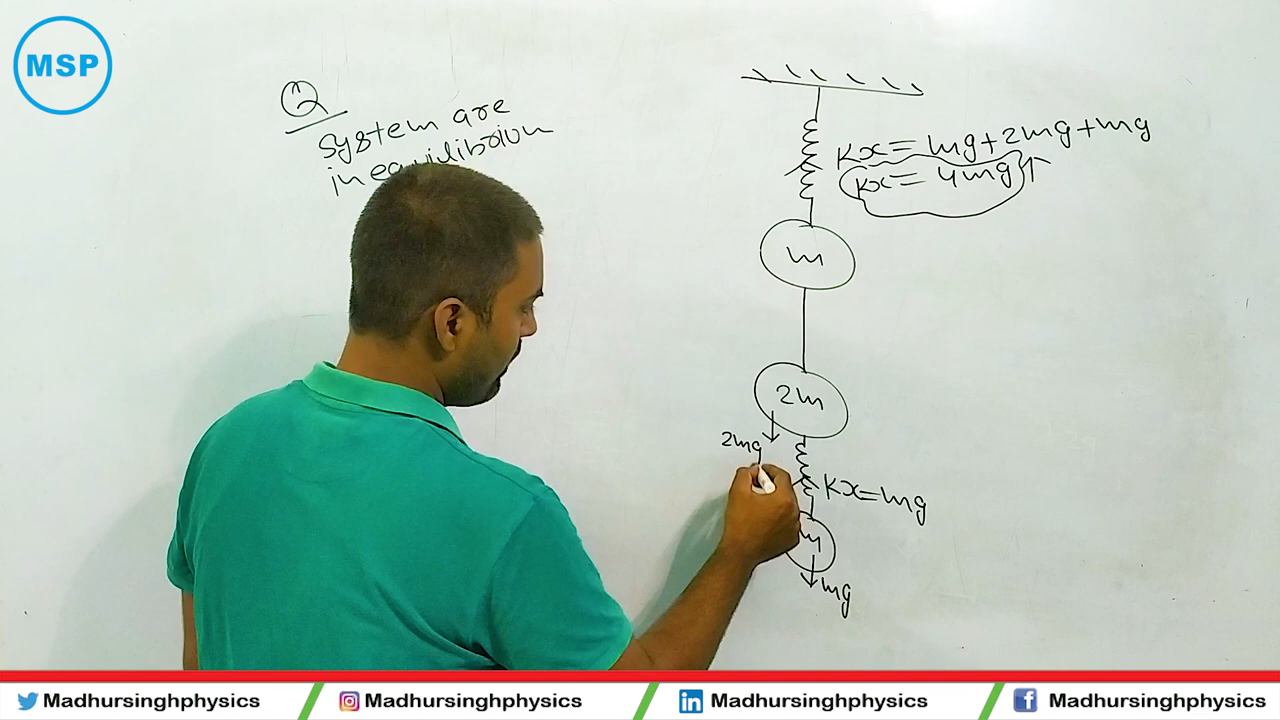 MSP
Q
System are
in equilibrium
Kx = mg + 2mg + mg
Kx = 4mg ↑
m
2m
2mg
Kx = mg
m
mg
Madhursinghphysics
Madhursinghphysics
Madhursinghphysics
Madhursinghphysics